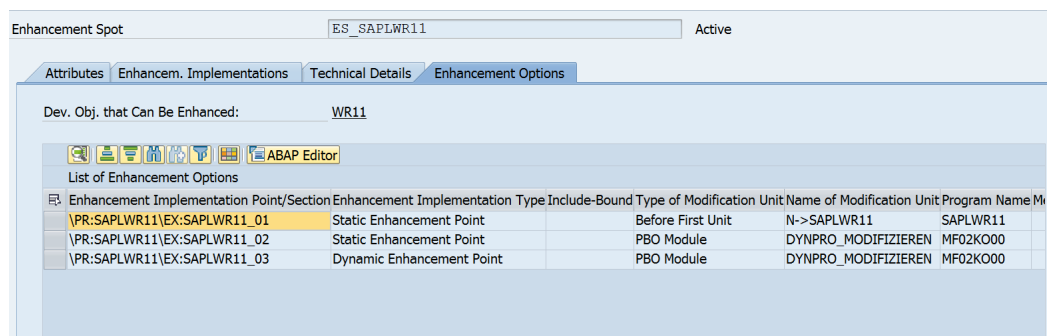 Enhancement Spot ES_SAPLWR11 Active
Attributes Enhancem. Implementations Technical Details Enhancement Options
Dev. Obj. that Can Be Enhanced: WR11
ABAP Editor
List of Enhancement Options
Enhancement Implementation Point/Section Enhancement Implementation Type Include-Bound Type of Modification Unit Name of Modification Unit Program Name
\PR:SAPLWR11\EX:SAPLWR11_01 Static Enhancement Point Before First Unit N->SAPLWR11 SAPLWR11
\PR:SAPLWR11\EX:SAPLWR11_02 Static Enhancement Point PBO Module DYNPRO_MODIFIZIEREN MF02KO00
\PR:SAPLWR11\EX:SAPLWR11_03 Dynamic Enhancement Point PBO Module DYNPRO_MODIFIZIEREN MF02KO00